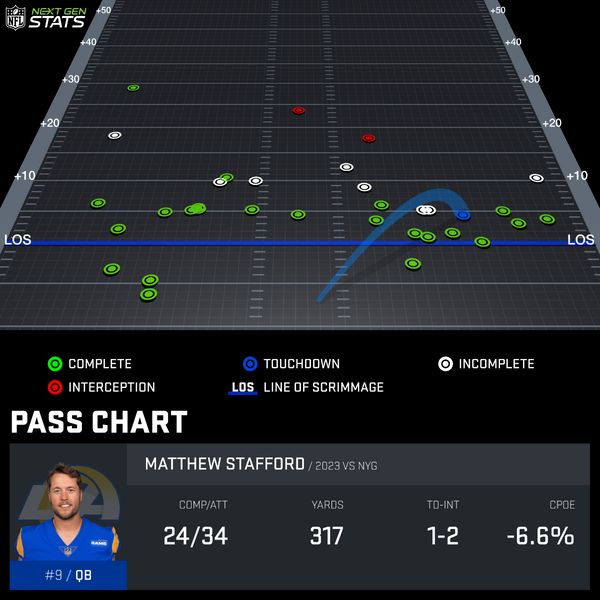 NFL NEXT GEN STATS
+50 +50
+40 +40
+30 +30
+20 +20
+10 +10
LOS LOS
COMPLETE TOUCHDOWN INCOMPLETE
INTERCEPTION LOS LINE OF SCRIMMAGE
PASS CHART
MATTHEW STAFFORD / 2023 VS NYG
COMP/ATT YARDS TD-INT CPOE
24/34 317 1-2 -6.6%
#9 / QB